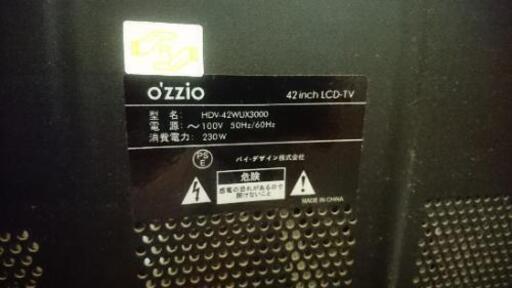 o'zzio
42 inch LCD-TV
型 名: HDV-42WUX3000
電 源: ～100V 50Hz/60Hz
消費電力: 230W
PS
E
バイ・デザイン株式会社
危険
感電の恐れがあるので
開けないこと
MADE IN CHINA